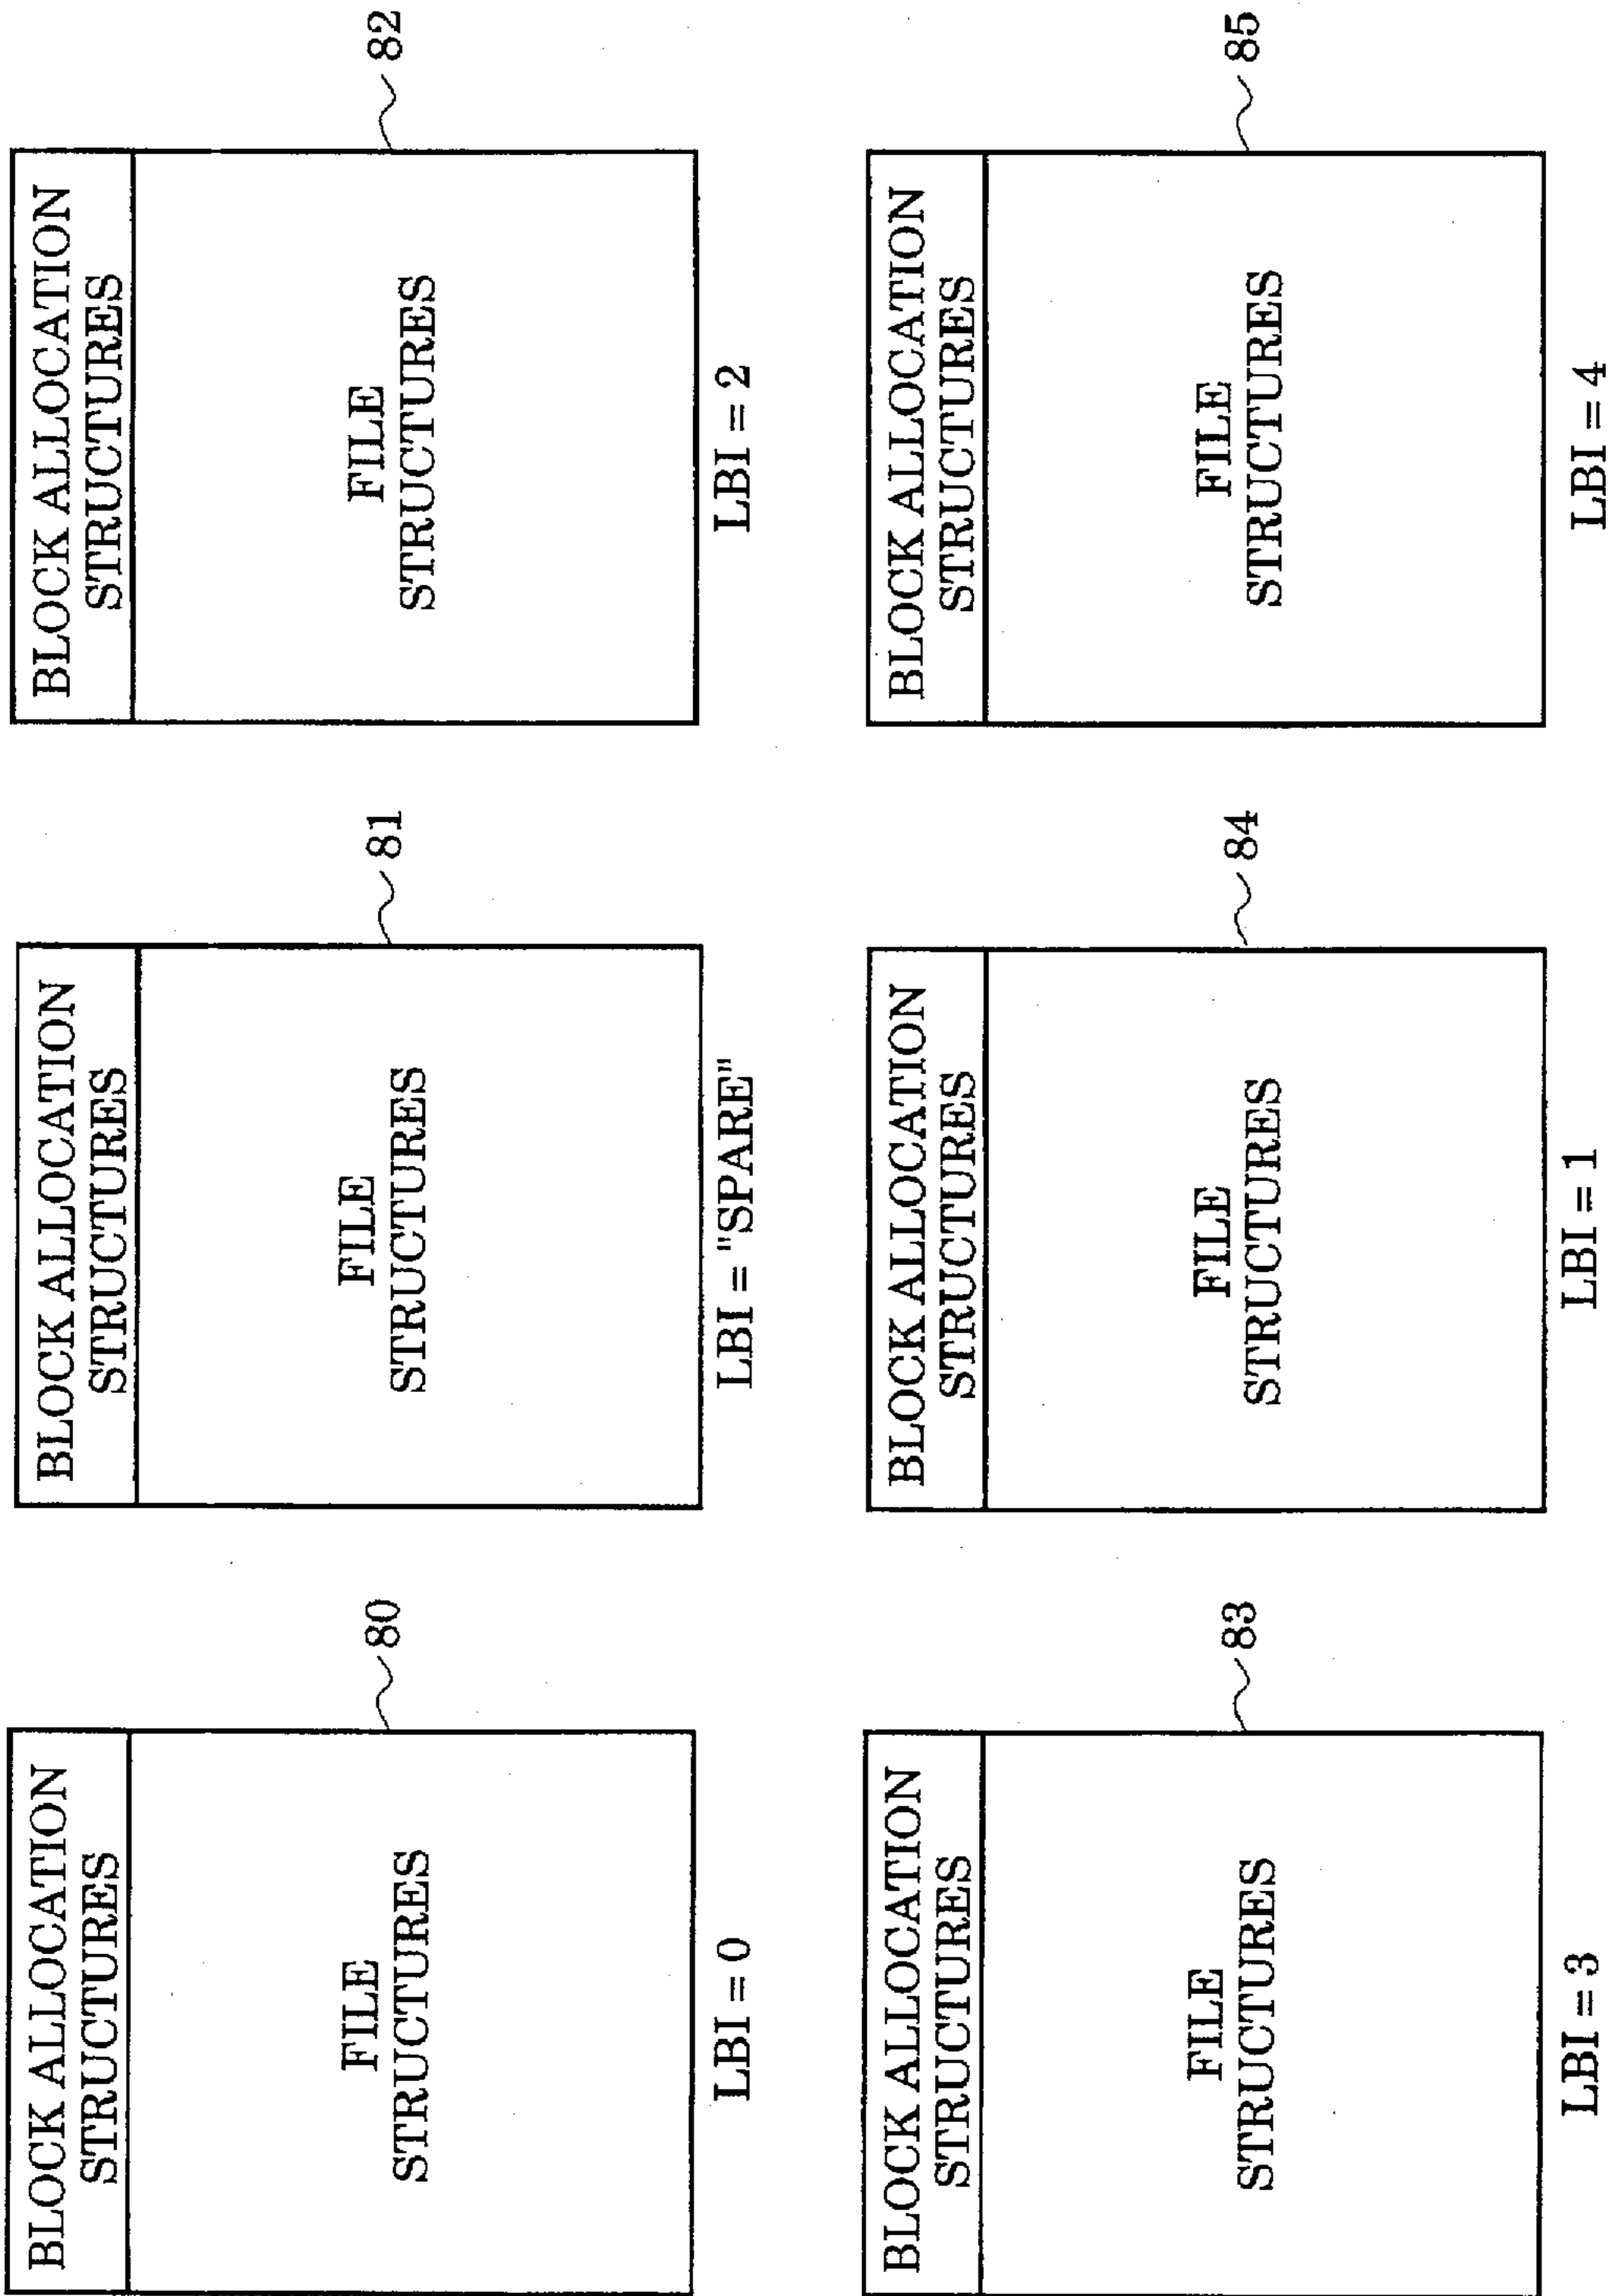 BLOCK ALLOCATION
STRUCTURES
FILE
STRUCTURES
80
LBI = 0
BLOCK ALLOCATION
STRUCTURES
FILE
STRUCTURES
81
LBI = "SPARE"
BLOCK ALLOCATION
STRUCTURES
FILE
STRUCTURES
82
LBI = 2
BLOCK ALLOCATION
STRUCTURES
FILE
STRUCTURES
83
LBI = 3
BLOCK ALLOCATION
STRUCTURES
FILE
STRUCTURES
84
LBI = 1
BLOCK ALLOCATION
STRUCTURES
FILE
STRUCTURES
85
LBI = 4